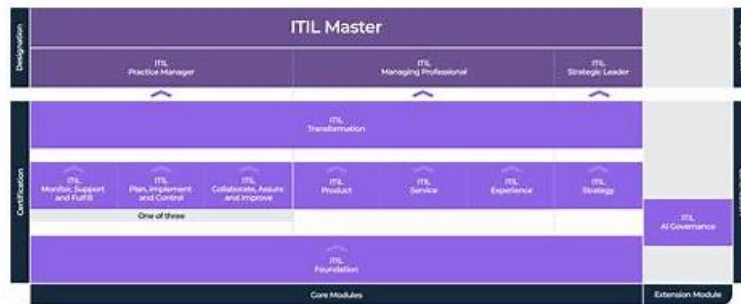 Designation
ITIL Master
ITIL
Practice Manager
ITIL
Managing Professional
ITIL
Strategic Leader
Certification
ITIL
Transformation
ITIL
Monitor, Support
and Fulfill
ITIL
Plan, Implement
and Control
ITIL
Collaborate, Assure
and Improve
ITIL
Product
ITIL
Service
ITIL
Experience
ITIL
Strategy
One of three
ITIL
AI Governance
ITIL
Foundation
Core Modules
Extension Module